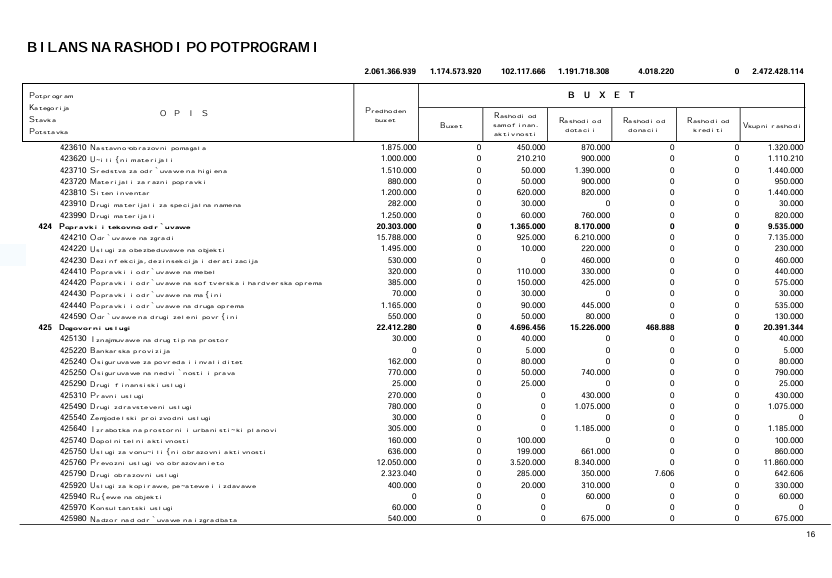 BILANS NA RASHODI PO POTPROGRAMI
2.061.366.939 1.174.573.920 102.117.666 1.191.718.308 4.018.220 0 2.472.428.114
Potprogram
Kategorija
Stavka
Potstavka
O P I S
Predhoden buxet
B U X E T
Buxet
Rashodi od samofinan. aktivnosti
Rashodi od dotacii
Rashodi od donacii
Rashodi od krediti
Vkupni rashodi
423610 Nastavno-obrazovni pomagala 1.875.000 0 450.000 870.000 0 0 1.320.000
423620 U~ili{ni materijali 1.000.000 0 210.210 900.000 0 0 1.110.210
423710 Sredstva za odr`uvawe na higiena 1.510.000 0 50.000 1.390.000 0 0 1.440.000
423720 Materijali za razni popravki 880.000 0 50.000 900.000 0 0 950.000
423810 Siten inventar 1.200.000 0 620.000 820.000 0 0 1.440.000
423910 Drugi materijali za specijalna namena 282.000 0 30.000 0 0 0 30.000
423990 Drugi materijali 1.250.000 0 60.000 760.000 0 0 820.000
424 Popravki i tekovno odr`uvawe 20.303.000 0 1.365.000 8.170.000 0 0 9.535.000
424210 Odr`uvawe na zgradi 15.788.000 0 925.000 6.210.000 0 0 7.135.000
424220 Uslugi za obezbeduvawe na objekti 1.495.000 0 10.000 220.000 0 0 230.000
424230 Dezinfekcija, dezinsekcija i deratizacija 530.000 0 0 460.000 0 0 460.000
424410 Popravki i odr`uvawe na mebel 320.000 0 110.000 330.000 0 0 440.000
424420 Popravki i odr`uvawe na softverska i hardverska oprema 385.000 0 150.000 425.000 0 0 575.000
424430 Popravki i odr`uvawe na ma{ini 70.000 0 30.000 0 0 0 30.000
424440 Popravki i odr`uvawe na druga oprema 1.165.000 0 90.000 445.000 0 0 535.000
424590 Odr`uvawe na drugi zeleni povr{ini 550.000 0 50.000 80.000 0 0 130.000
425 Dogovorni uslugi 22.412.280 0 4.696.456 15.226.000 468.888 0 20.391.344
425130 Iznajmuvawe na drug tip na prostor 30.000 0 40.000 0 0 0 40.000
425220 Bankarska provizija 0 0 5.000 0 0 0 5.000
425240 Osiguruvawe za povreda i invaliditet 162.000 0 80.000 0 0 0 80.000
425250 Osiguruvawe na nedvi`nosti i prava 770.000 0 50.000 740.000 0 0 790.000
425290 Drugi finansiski uslugi 25.000 0 25.000 0 0 0 25.000
425310 Pravni uslugi 270.000 0 0 430.000 0 0 430.000
425490 Drugi zdravstveni uslugi 780.000 0 0 1.075.000 0 0 1.075.000
425540 Zemjodelski proizvodni uslugi 30.000 0 0 0 0 0 0
425640 Izrabotka na prostorni i urbanisti~ki planovi 305.000 0 0 1.185.000 0 0 1.185.000
425740 Dopolnitelni aktivnosti 160.000 0 100.000 0 0 0 100.000
425750 Uslugi za vonu~ili{ni obrazovni aktivnosti 636.000 0 199.000 661.000 0 0 860.000
425760 Prevozni uslugi vo obrazovanieto 12.050.000 0 3.520.000 8.340.000 0 0 11.860.000
425790 Drugi obrazovni uslugi 2.323.040 0 285.000 350.000 7.606 0 642.606
425920 Uslugi za kopirawe, pe~atewe i izdavawe 400.000 0 20.000 310.000 0 0 330.000
425940 Ru{ewe na objekti 0 0 0 60.000 0 0 60.000
425970 Konsultantski uslugi 60.000 0 0 0 0 0 0
425980 Nadzor nad odr`uvawe na izgradbata 540.000 0 0 675.000 0 0 675.000
16